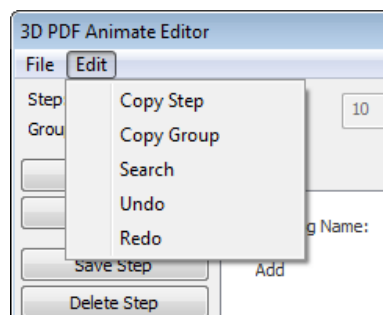 3D PDF Animate Editor
File Edit
Step
Copy Step
10
Grou
Copy Group
Search
Undo
g Name:
Redo
Save Step
Add
Delete Step